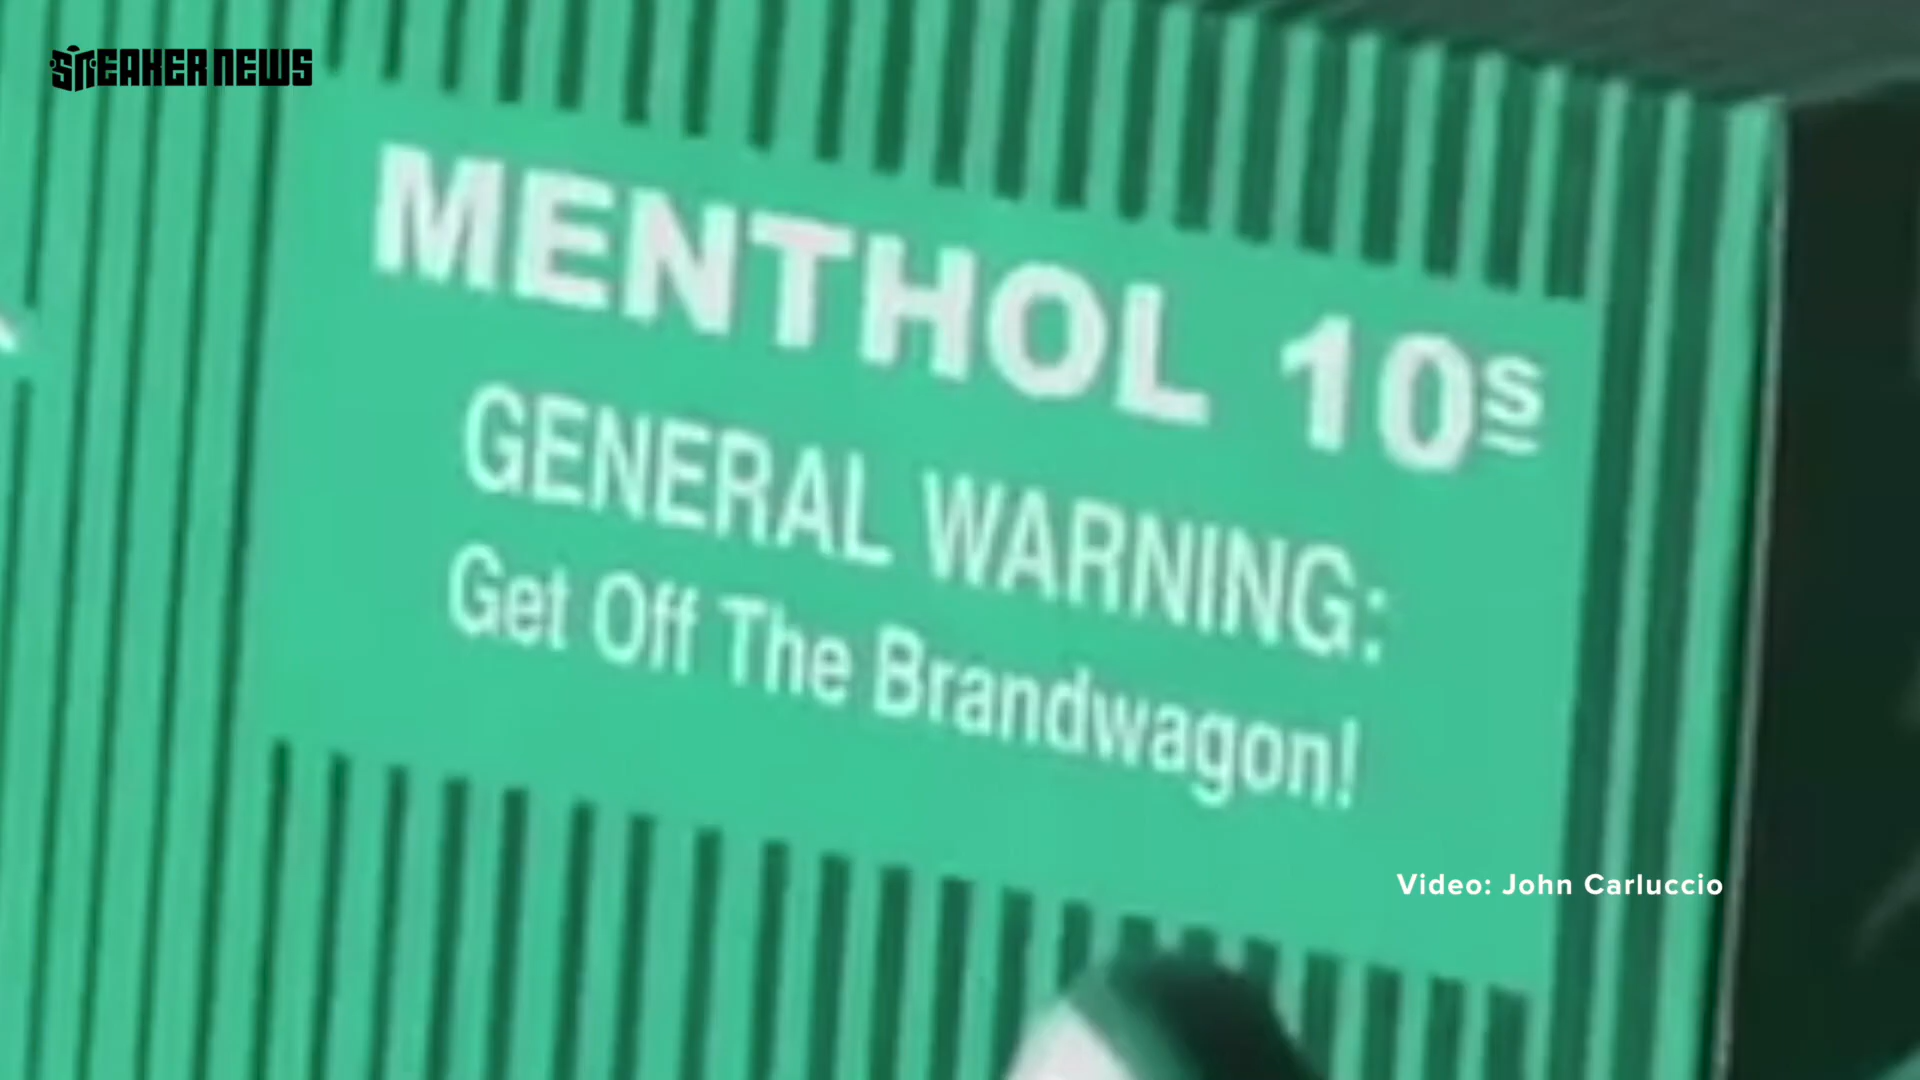 SNEAKER NEWS
MENTHOL 10s
GENERAL WARNING:
Get Off The Brandwagon!
Video: John Carluccio